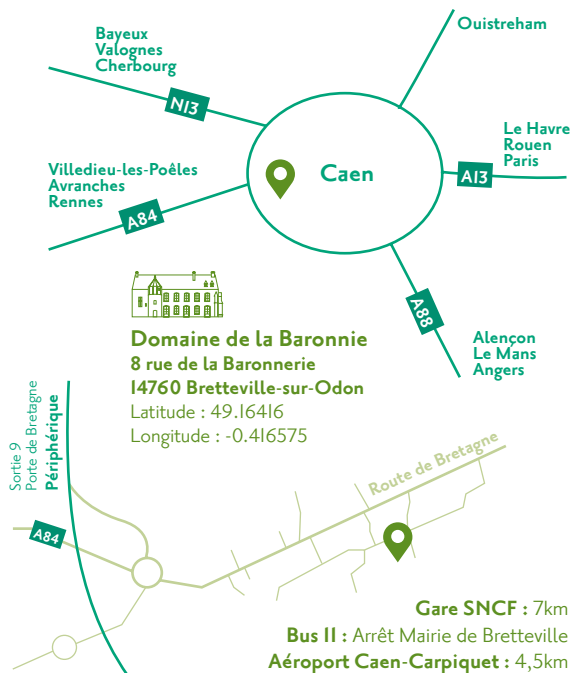 Ouistreham
Bayeux
Valognes
Cherbourg
N13
Le Havre
Rouen
Paris
A13
Caen
Villedieu-les-Poêles
Avranches
Rennes
A84
A88
Alençon
Le Mans
Angers
Domaine de la Baronnie
8 rue de la Baronnerie
14760 Bretteville-sur-Odon
Latitude : 49.16416
Longitude : -0.416575
Sortie 9
Porte de Bretagne
Périphérique
A84
Route de Bretagne
Gare SNCF : 7km
Bus 11 : Arrêt Mairie de Bretteville
Aéroport Caen-Carpiquet : 4,5km